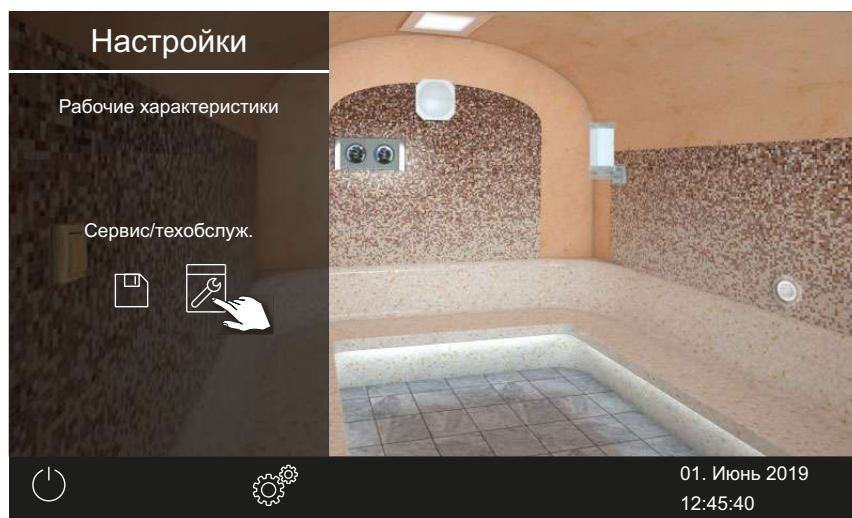 Настройки
Рабочие характеристики
Сервис/техобслуж.
01. Июнь 2019
12:45:40